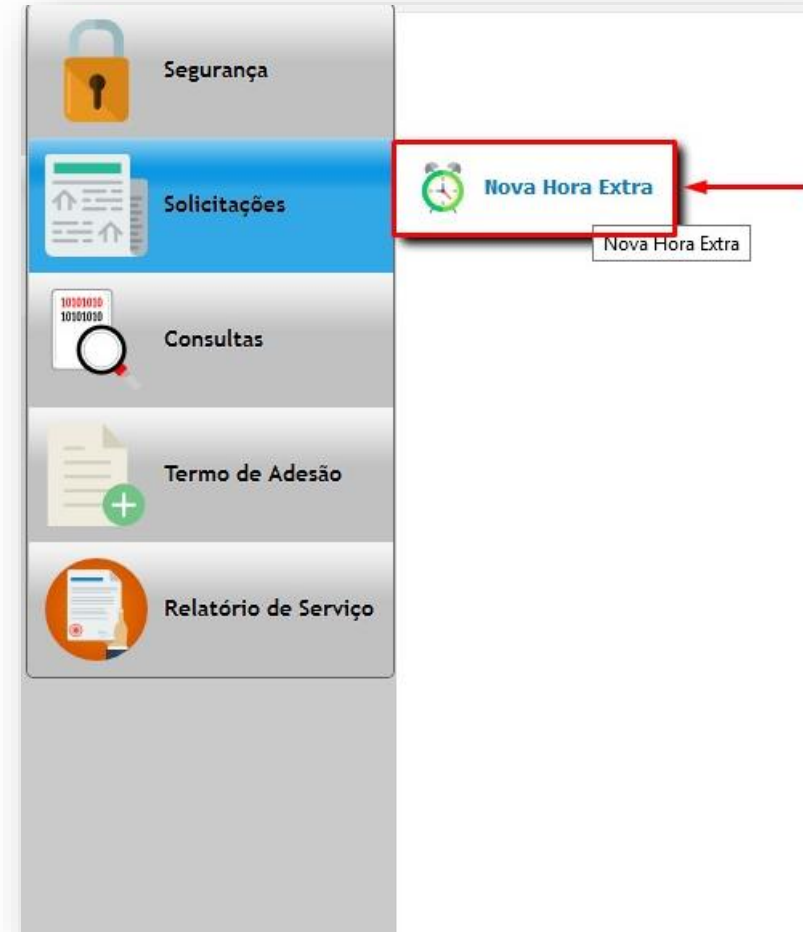 Segurança
Solicitações
Nova Hora Extra
Nova Hora Extra
10101010
10101010
Consultas
Termo de Adesão
Relatório de Serviço